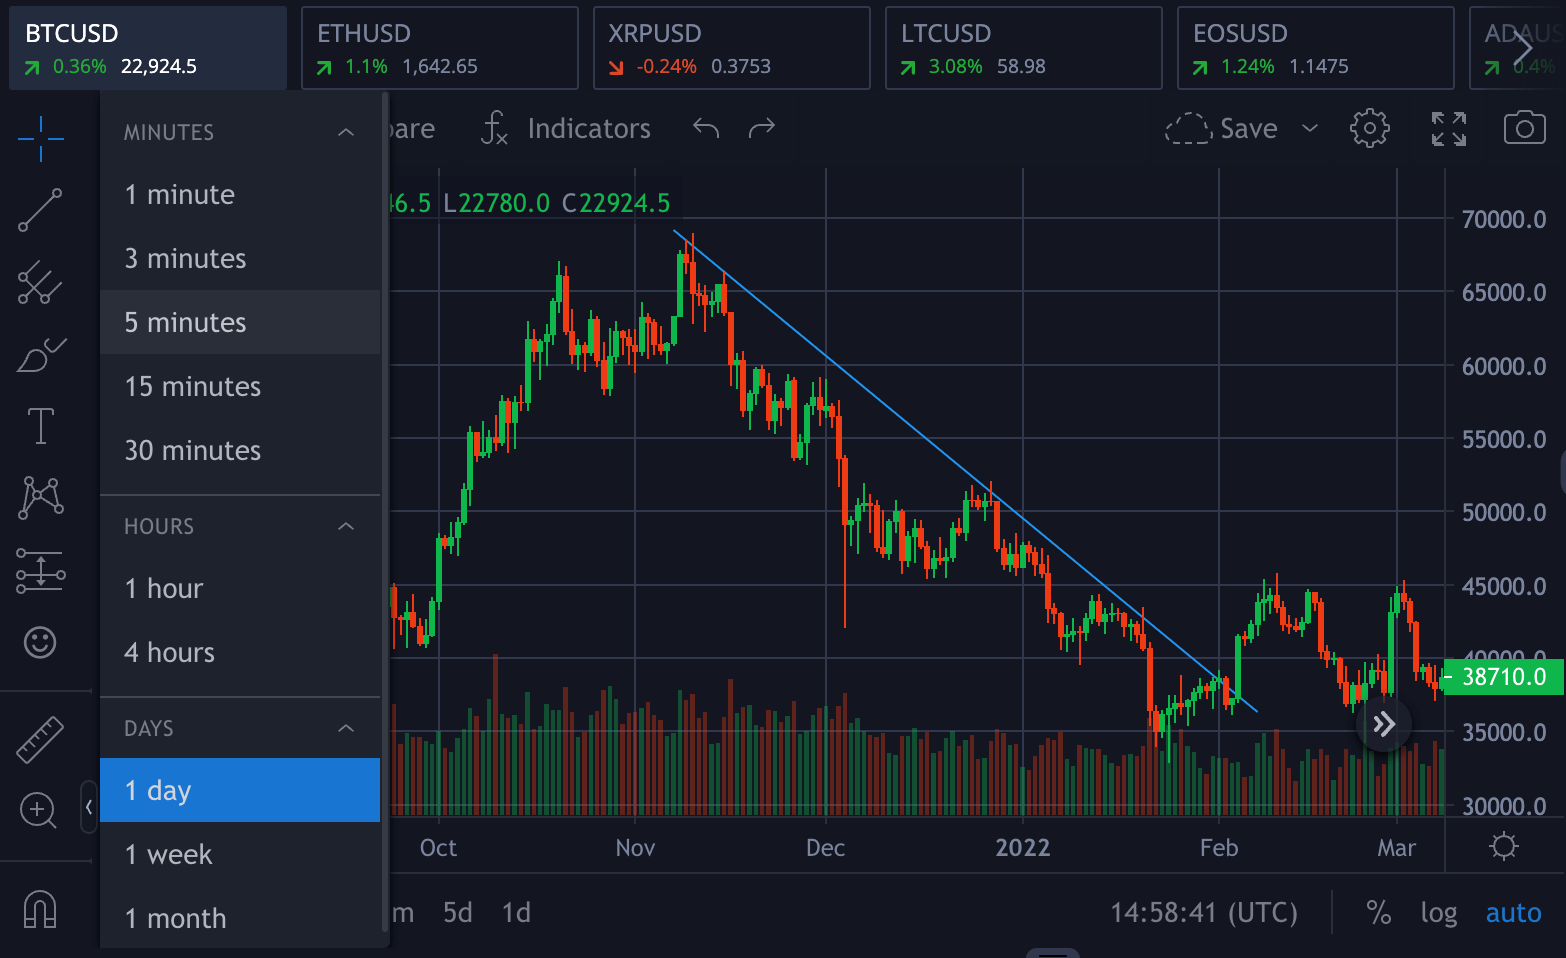 BTCUSD
0.36% 22,924.5
ETHUSD
1.1% 1,642.65
XRPUSD
-0.24% 0.3753
LTCUSD
3.08% 58.98
EOSUSD
1.24% 1.1475
ADAUS
0.4%
MINUTES
1 minute
3 minutes
5 minutes
15 minutes
30 minutes
HOURS
1 hour
4 hours
DAYS
1 day
1 week
1 month
are
Indicators
Save
6.5 L22780.0 C22924.5
70000.0
65000.0
60000.0
55000.0
50000.0
45000.0
40000.0
38710.0
35000.0
30000.0
Oct Nov Dec 2022 Feb Mar
m 5d 1d
14:58:41 (UTC) % log auto